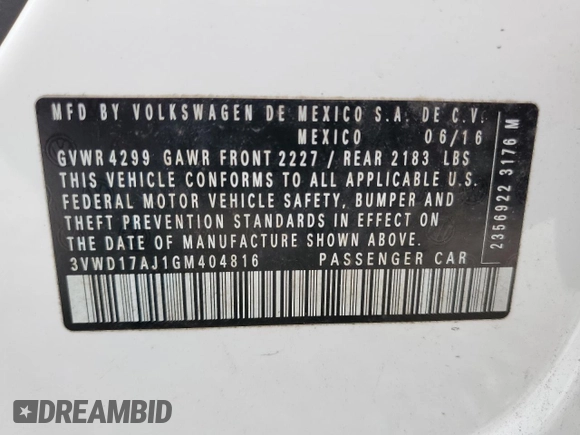 MFD BY VOLKSWAGEN DE MEXICO S.A. DE C.V.
MEXICO 06/16
GVWR 4299 GAWR FRONT 2227 / REAR 2183 LBS
THIS VEHICLE CONFORMS TO ALL APPLICABLE U.S.
FEDERAL MOTOR VEHICLE SAFETY, BUMPER AND
THEFT PREVENTION STANDARDS IN EFFECT ON
THE DATE OF MANUFACTURE SHOWN ABOVE.
3VWD17AJ1GM404816 PASSENGER CAR
2356922 3176 M
DREAMBID